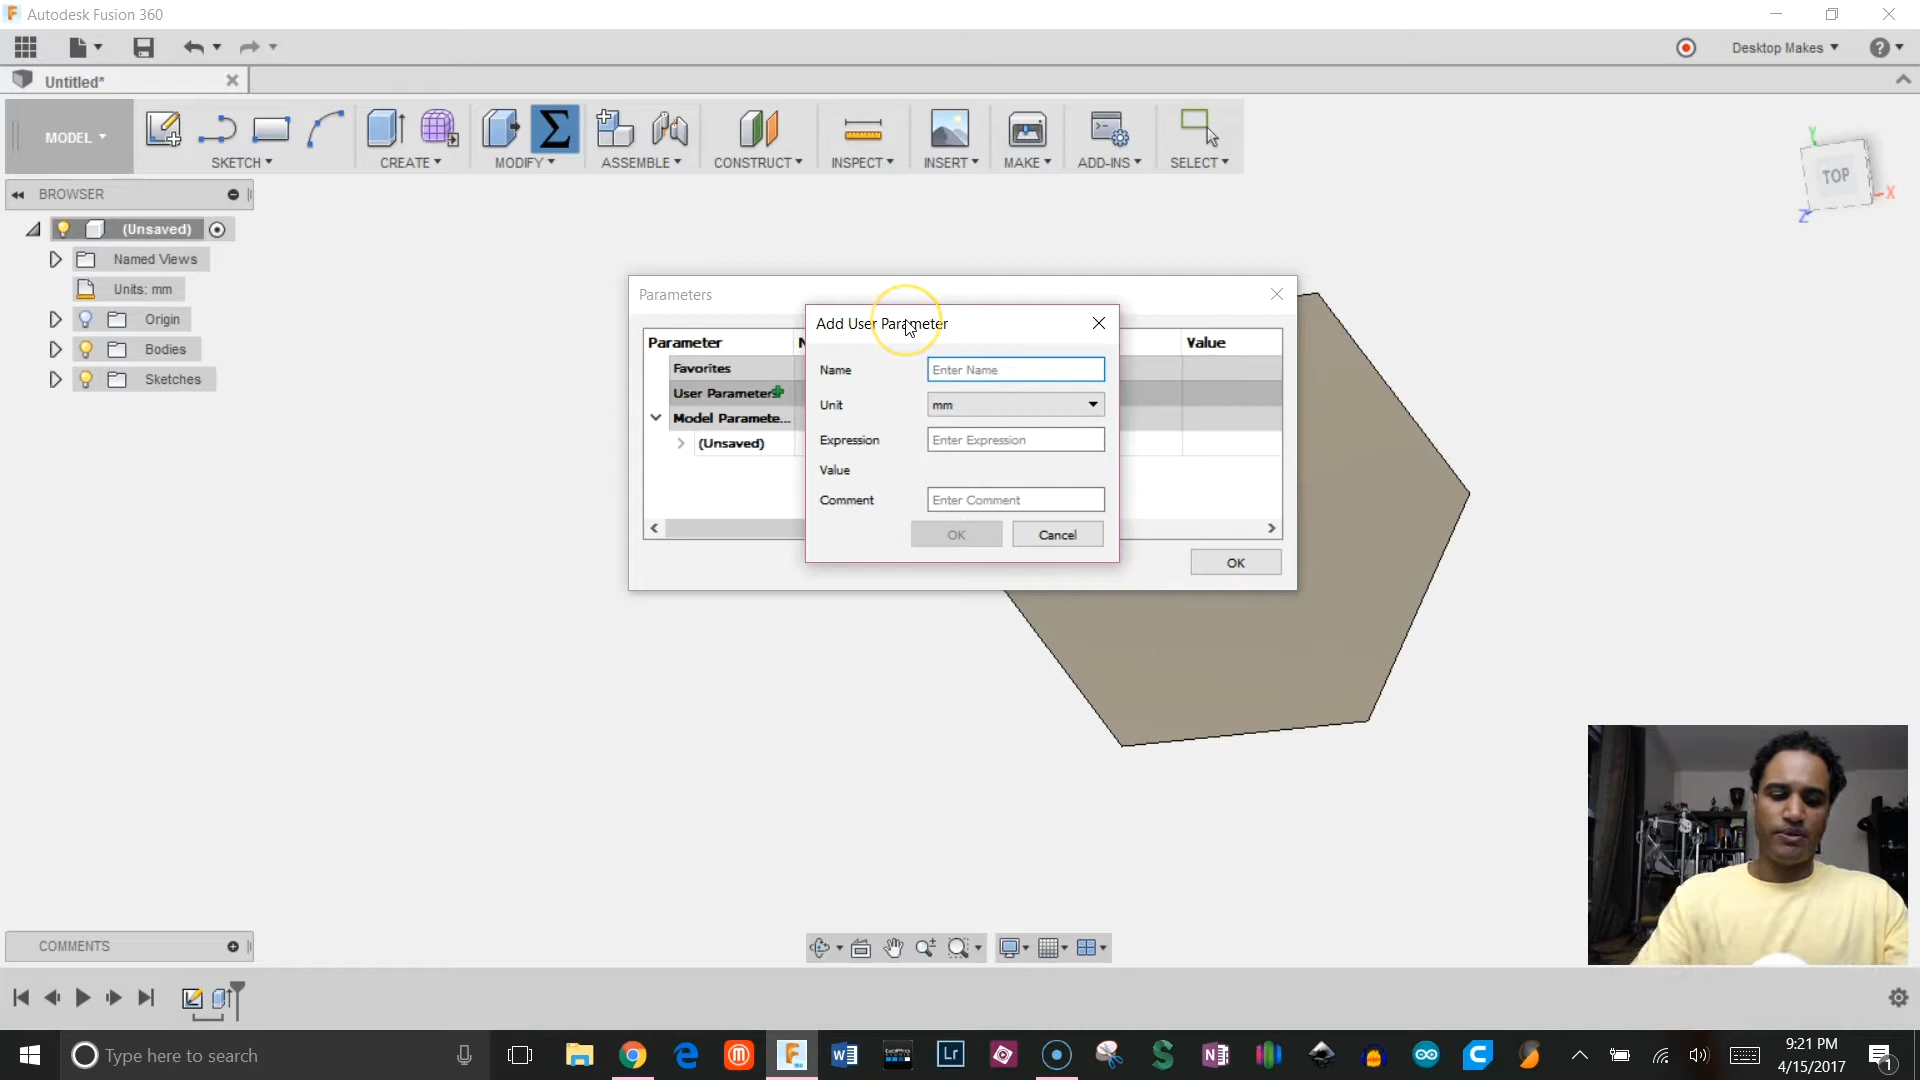 Autodesk Fusion 360
Desktop Makes
Untitled*
MODEL
SKETCH
CREATE
MODIFY
ASSEMBLE
CONSTRUCT
INSPECT
INSERT
MAKE
ADD-INS
SELECT
Y
TOP
X
Z
BROWSER
(Unsaved)
Named Views
Units: mm
Origin
Bodies
Sketches
Parameters
Parameter
N
Value
Favorites
User Parameters
Model Paramete...
(Unsaved)
OK
Add User Parameter
Name
Enter Name
Unit
mm
Expression
Enter Expression
Value
Comment
Enter Comment
OK
Cancel
COMMENTS
Type here to search
Lr
9:21 PM
4/15/2017
1